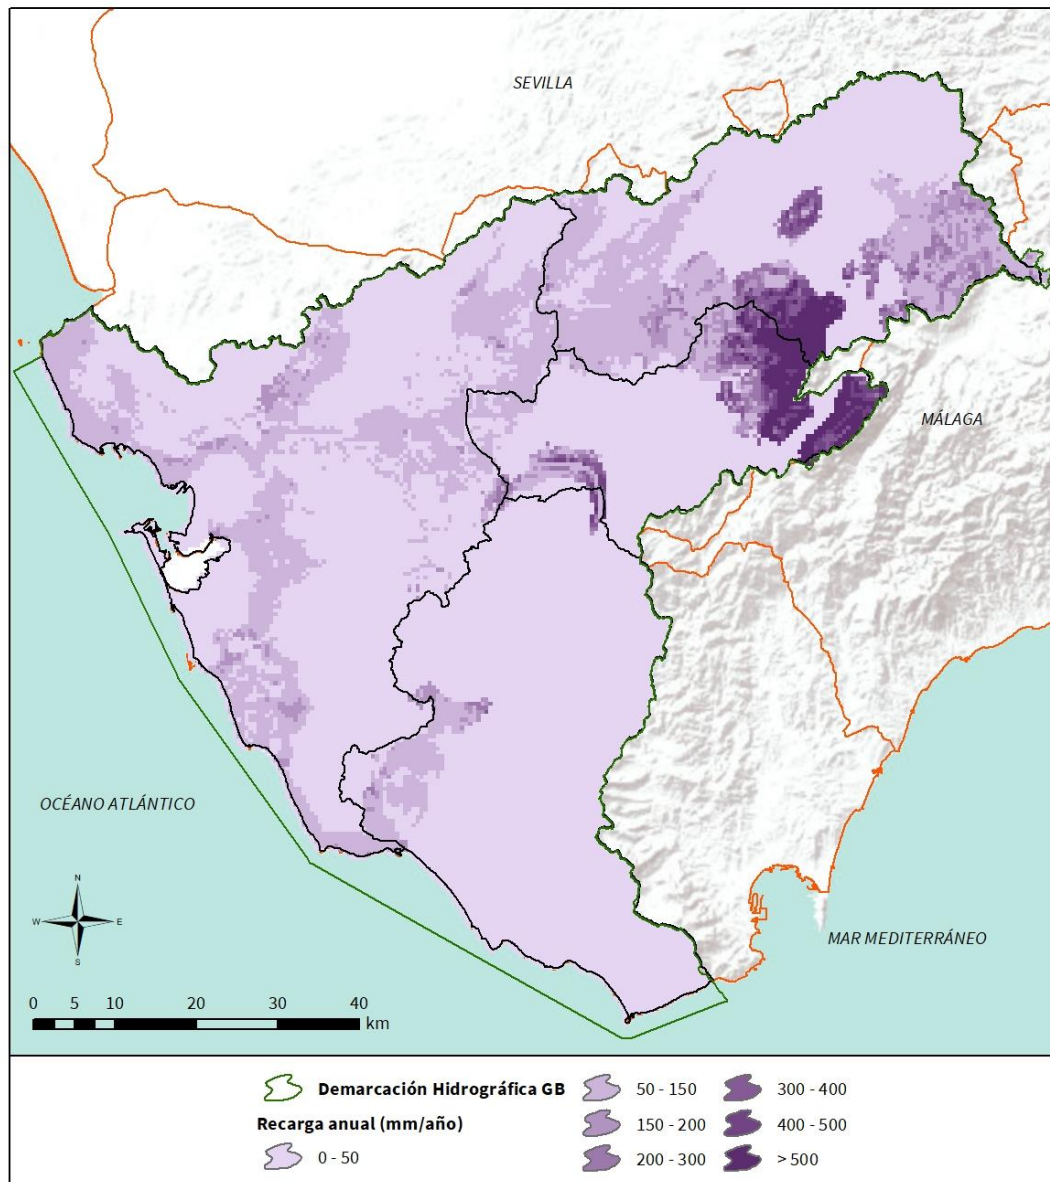 SEVILLA
MÁLAGA
OCÉANO ATLÁNTICO
N
W E
S
MAR MEDITERRÁNEO
0 5 10 20 30 40
km
Demarcación Hidrográfica GB
Recarga anual (mm/año)
0 - 50
50 - 150
150 - 200
200 - 300
300 - 400
400 - 500
> 500